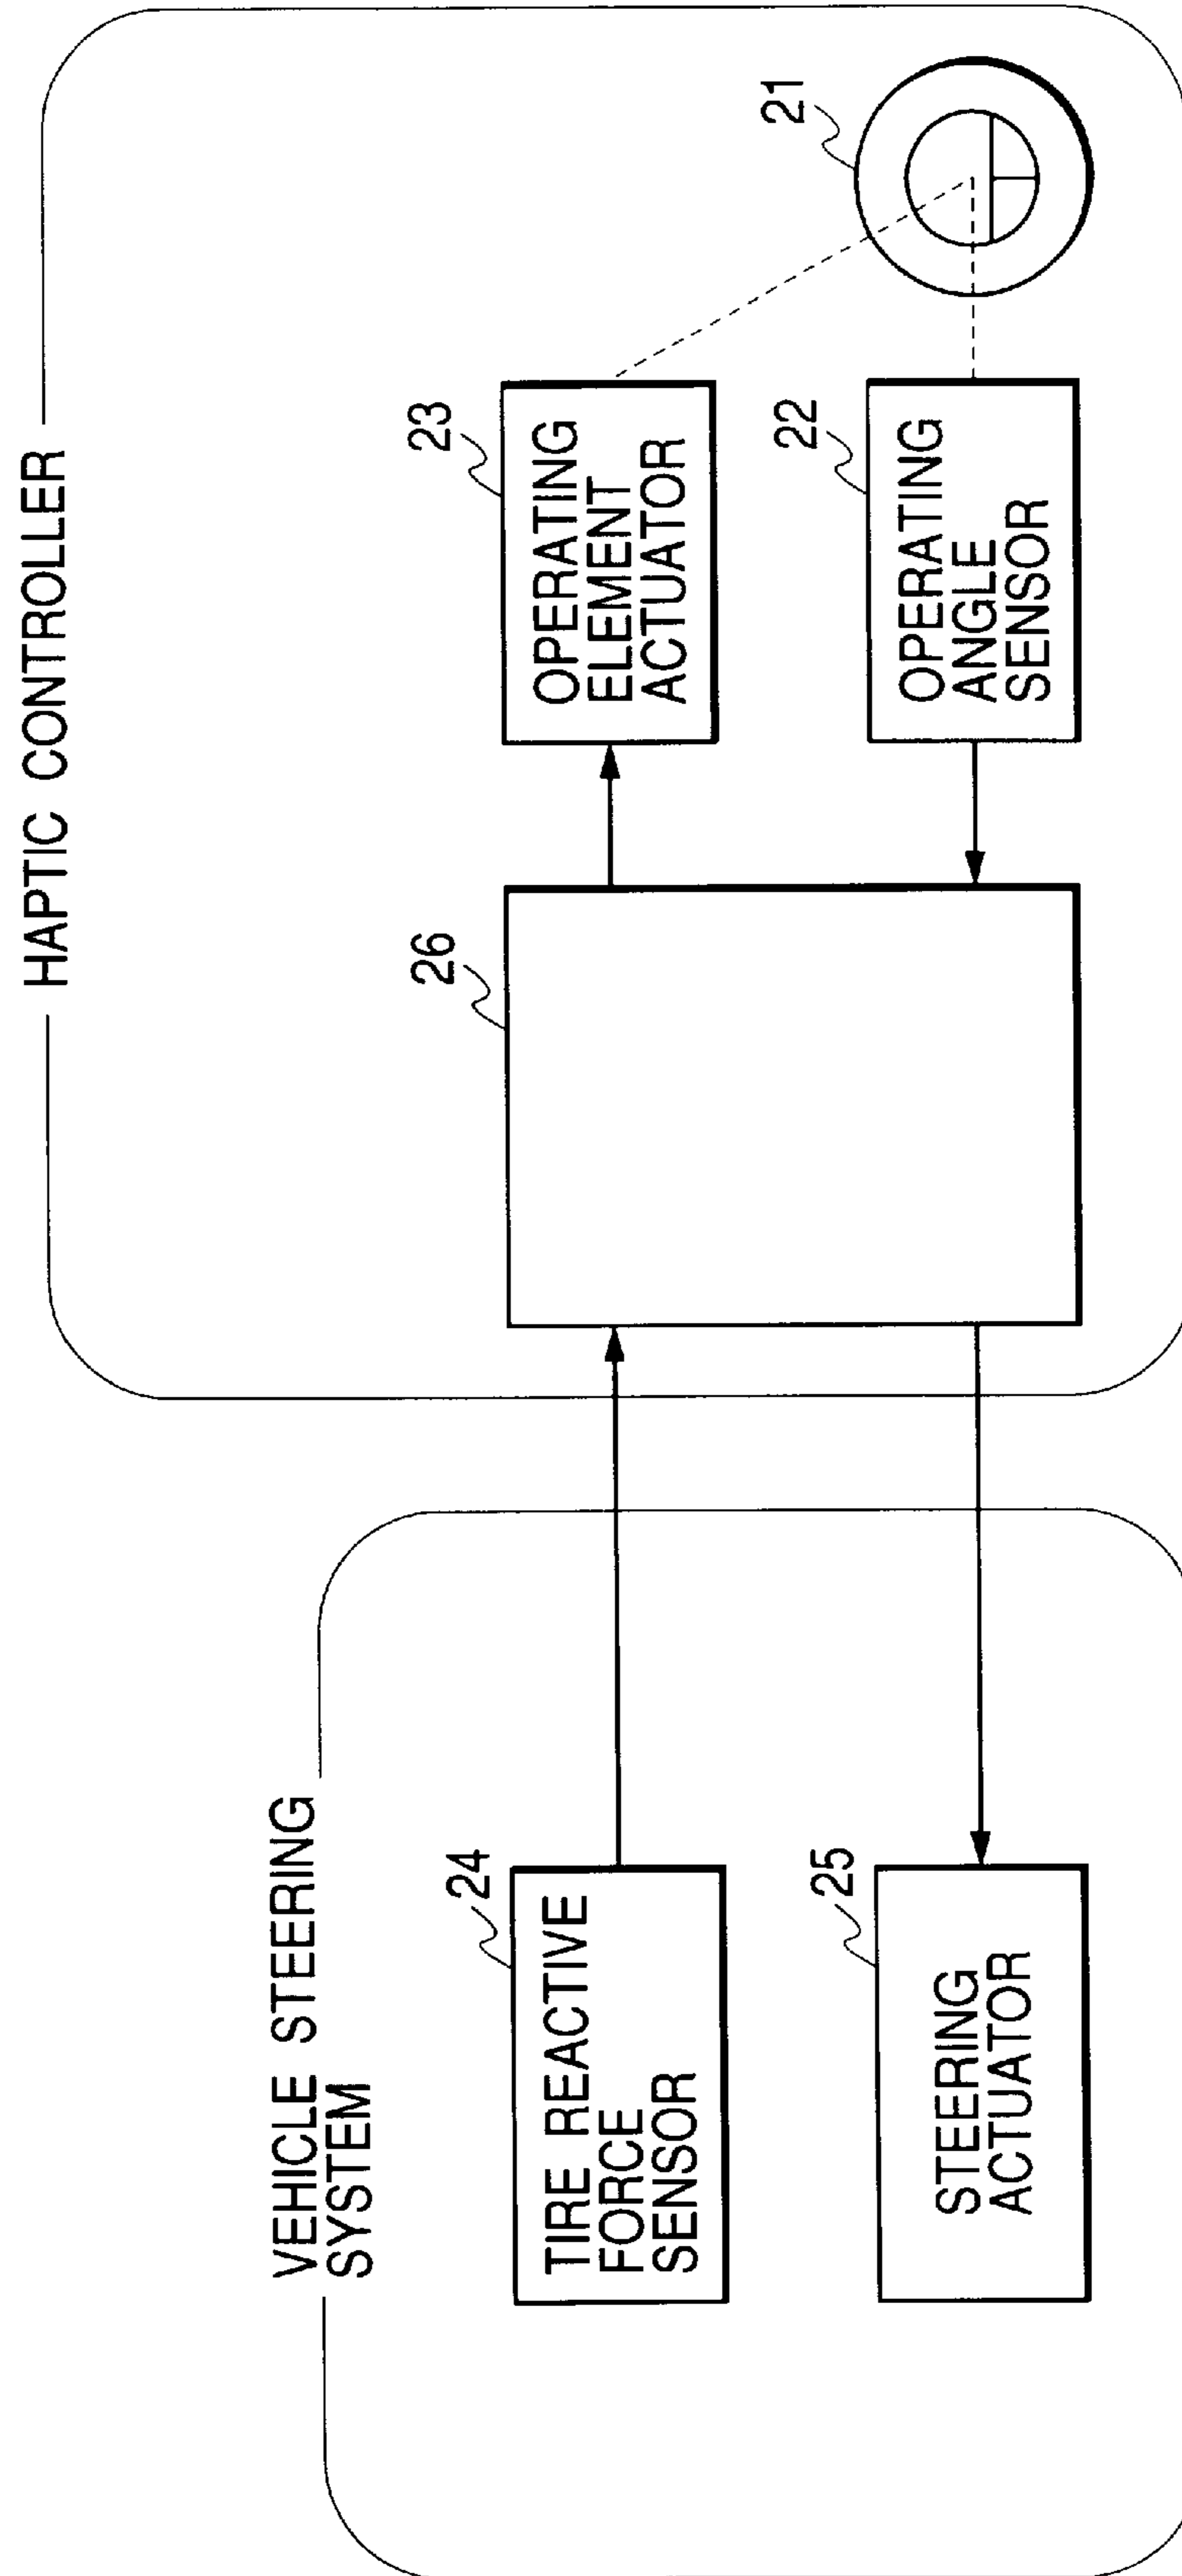 VEHICLE STEERING
SYSTEM
24
TIRE REACTIVE
FORCE
SENSOR
25
STEERING
ACTUATOR
HAPTIC CONTROLLER
26
23
OPERATING
ELEMENT
ACTUATOR
22
OPERATING
ANGLE
SENSOR
21